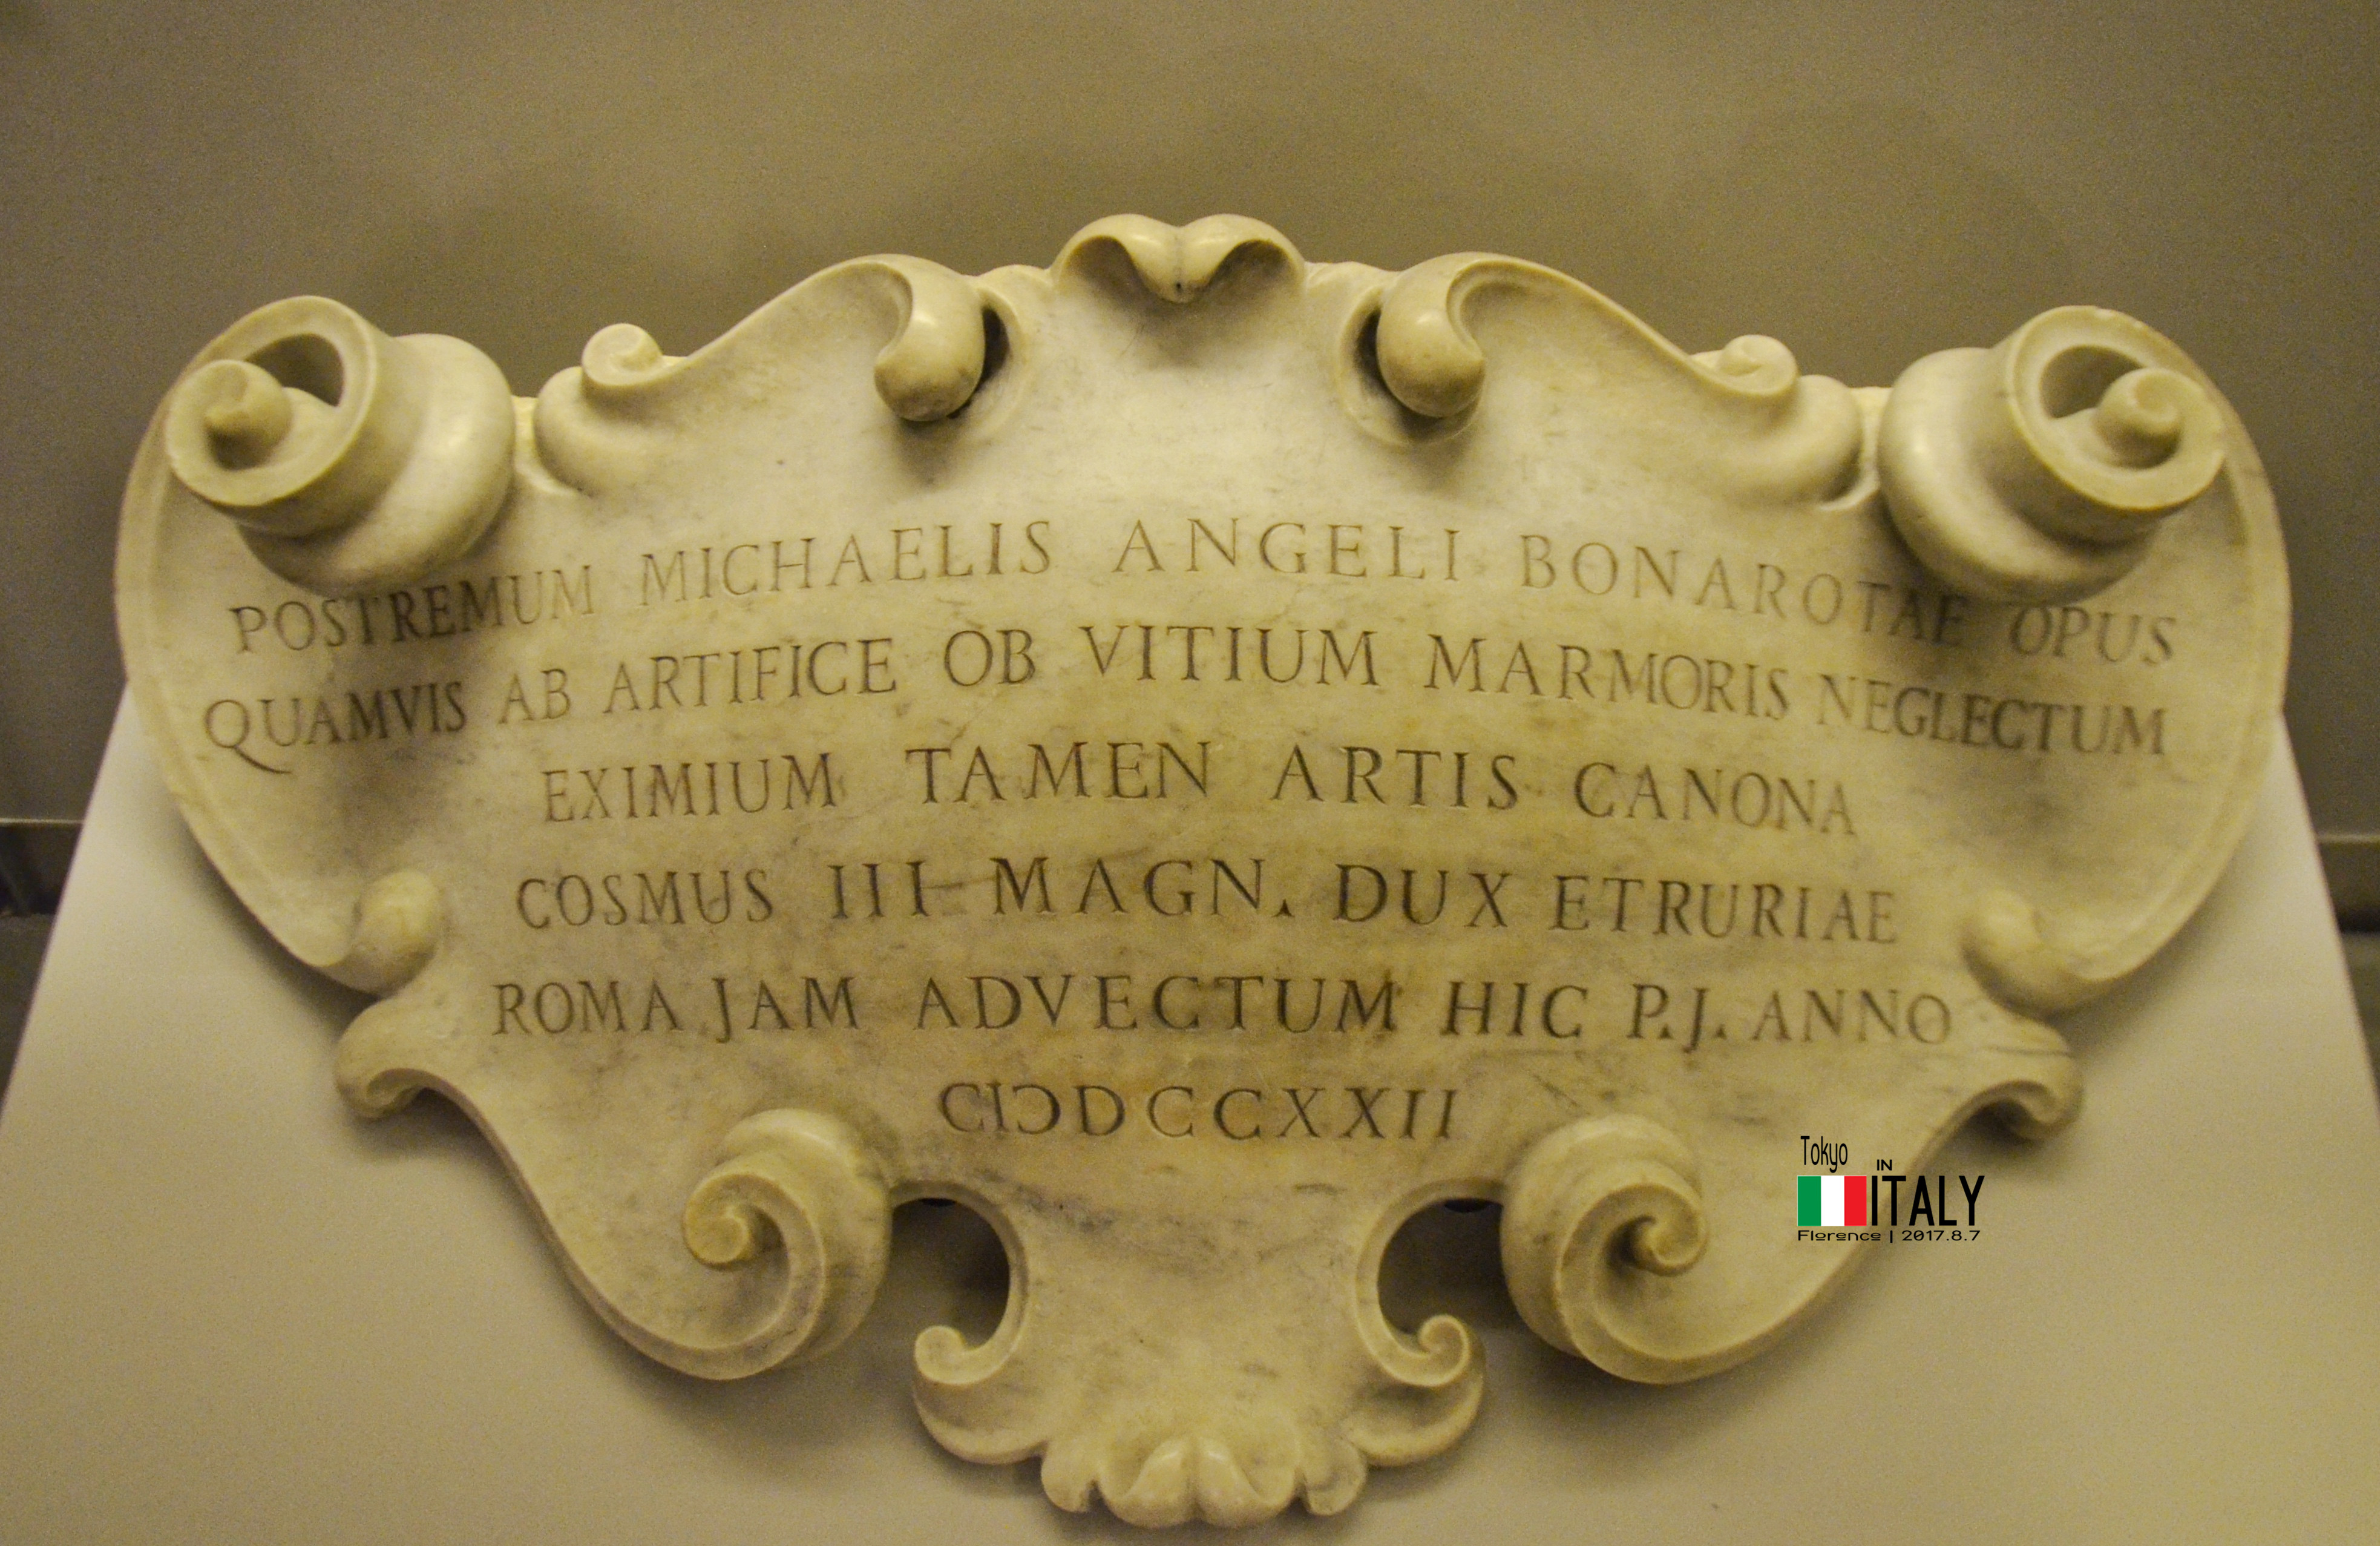 POSTREMUM MICHAELIS ANGELI BONAROTAE OPUS
QUAMVIS AB ARTIFICE OB VITIUM MARMORIS NEGLECTUM
EXIMIUM TAMEN ARTIS CANONA
COSMUS III MAGN. DUX ETRURIAE
ROMA JAM ADVECTUM HIC P.J. ANNO
CIƆDCCXXII
Tokyo
IN
ITALY
Florence | 2017.8.7